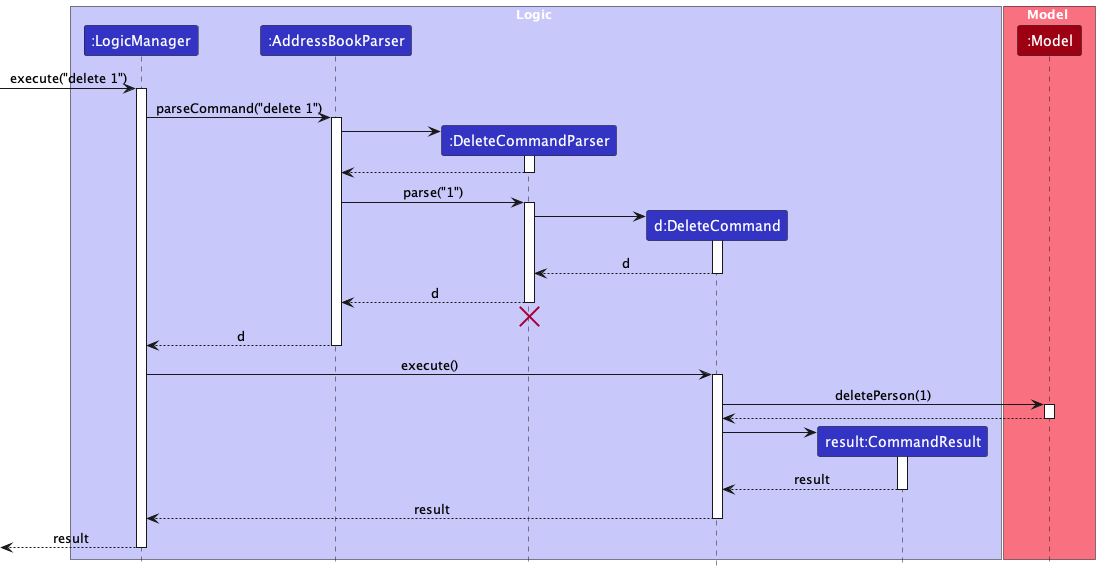 Logic
Model
:LogicManager
:AddressBookParser
:Model
execute("delete 1")
parseCommand("delete 1")
:DeleteCommandParser
parse("1")
d:DeleteCommand
d
d
d
execute()
deletePerson(1)
result:CommandResult
result
result
result